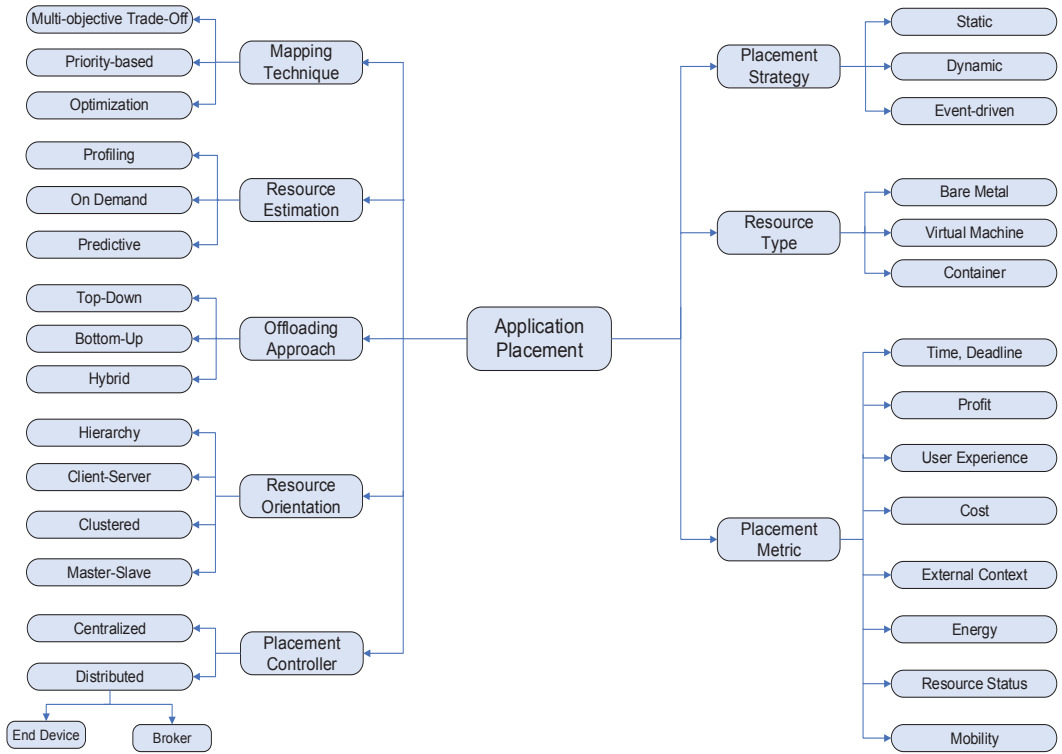 Multi-objective Trade-Off
Priority-based
Optimization
Mapping
Technique
Profiling
On Demand
Predictive
Resource
Estimation
Top-Down
Bottom-Up
Hybrid
Offloading
Approach
Hierarchy
Client-Server
Clustered
Master-Slave
Resource
Orientation
Centralized
Distributed
Placement
Controller
End Device
Broker
Application
Placement
Placement
Strategy
Static
Dynamic
Event-driven
Resource
Type
Bare Metal
Virtual Machine
Container
Placement
Metric
Time, Deadline
Profit
User Experience
Cost
External Context
Energy
Resource Status
Mobility